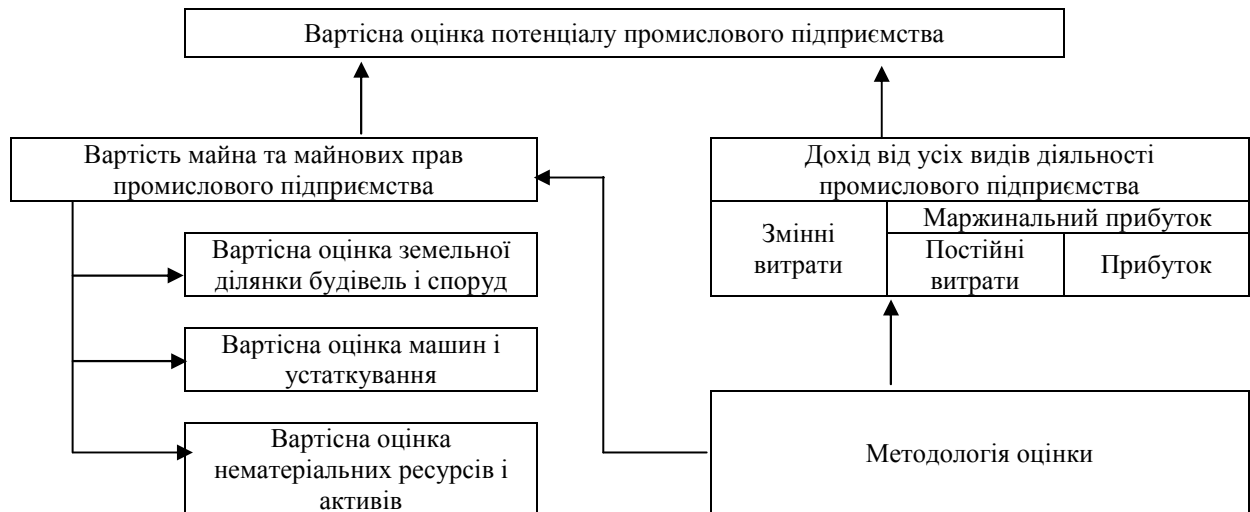 Вартісна оцінка потенціалу промислового підприємства
Вартість майна та майнових прав
промислового підприємства
Дохід від усіх видів діяльності
промислового підприємства
Змінні
витрати
Маржинальний прибуток
Постійні
витрати
Прибуток
Вартісна оцінка земельної
ділянки будівель і споруд
Вартісна оцінка машин і
устаткування
Вартісна оцінка
нематеріальних ресурсів і
активів
Методологія оцінки